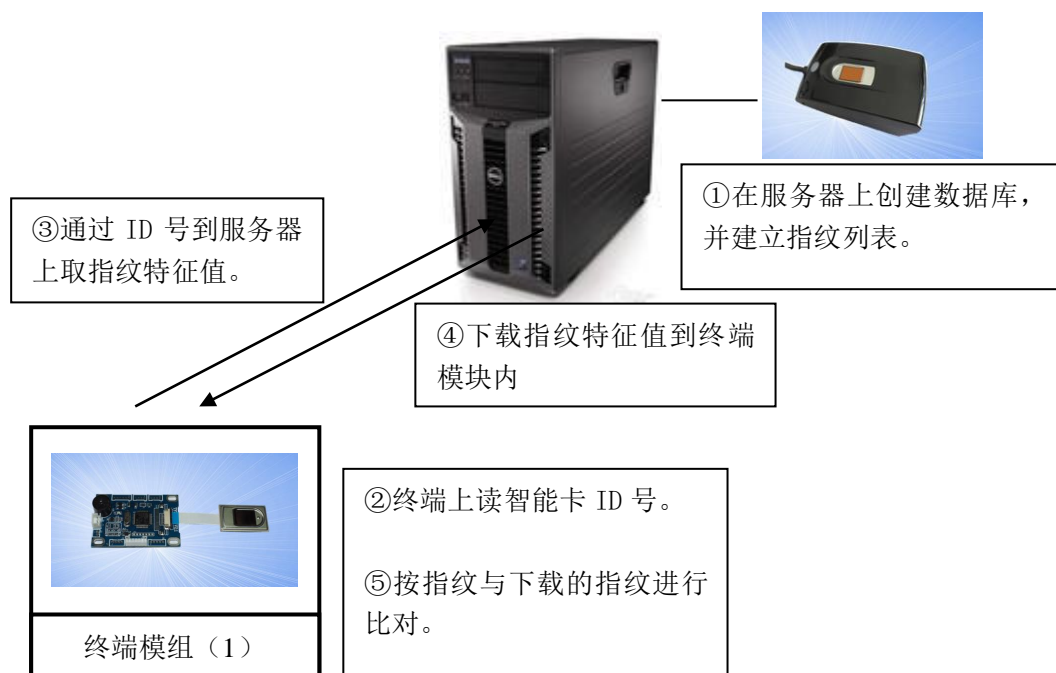 ①在服务器上创建数据库，
并建立指纹列表。
③通过 ID 号到服务器
上取指纹特征值。
④下载指纹特征值到终端
模块内
②终端上读智能卡 ID 号。
⑤按指纹与下载的指纹进行
比对。
终端模组（1）